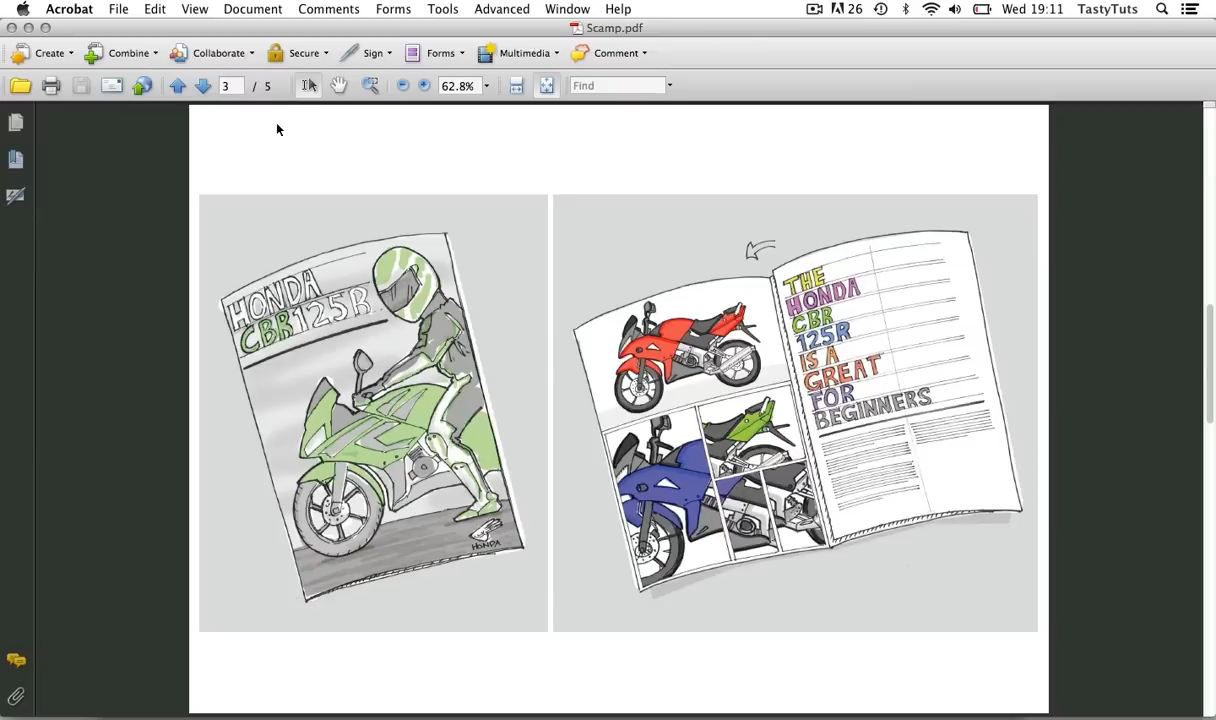 Acrobat File Edit View Document Comments Forms Tools Advanced Window Help 26 Wed 19:11 TastyTuts
Scamp.pdf
Create Combine Collaborate Secure Sign Forms Multimedia Comment
3 / 5 62.8% Find
HONDA
CBR 125R
HONDA
THE
HONDA
CBR
125R
IS A
GREAT
FOR
BEGINNERS